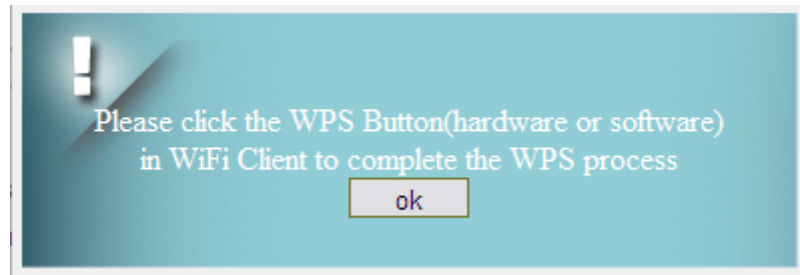 !
Please click the WPS Button(hardware or software)
in WiFi Client to complete the WPS process
ok